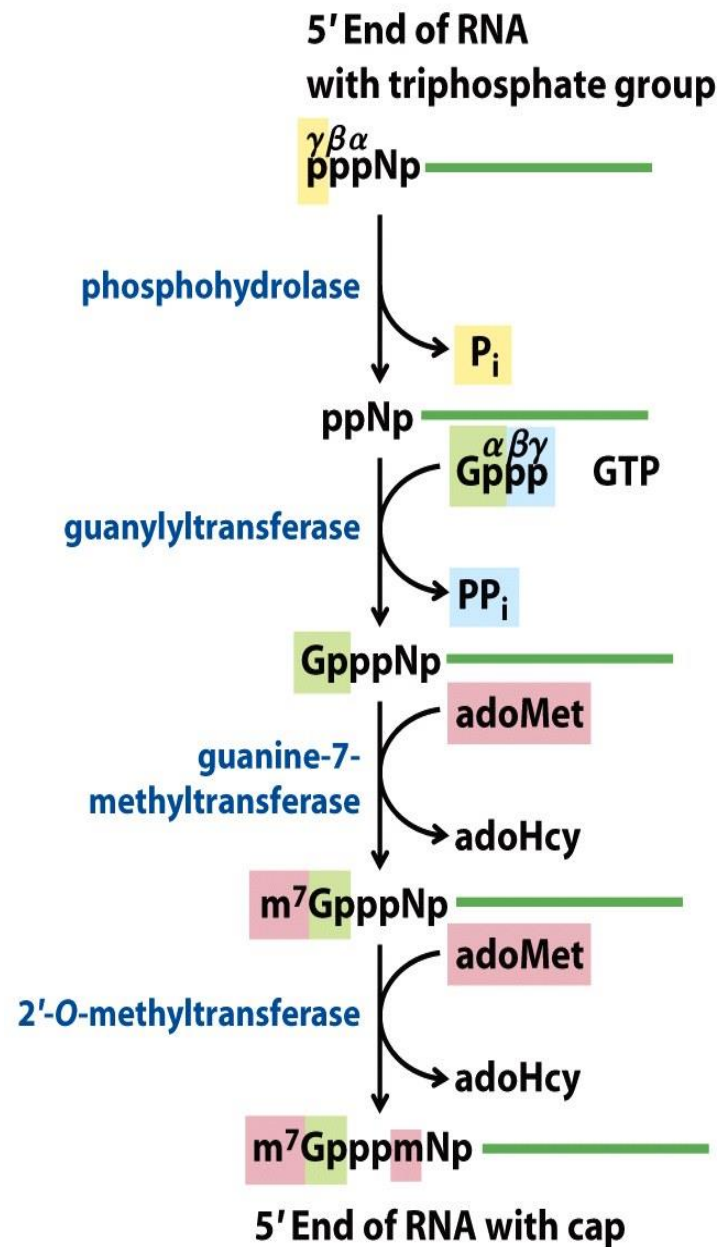 5′ End of RNA
with triphosphate group
γβα
pppNp
phosphohydrolase
Pi
ppNp
αβγ
Gppp GTP
guanylyltransferase
PPi
GpppNp
adoMet
guanine-7-
methyltransferase
adoHcy
m⁷GpppNp
adoMet
2′-O-methyltransferase
adoHcy
m⁷GpppmNp
5′ End of RNA with cap